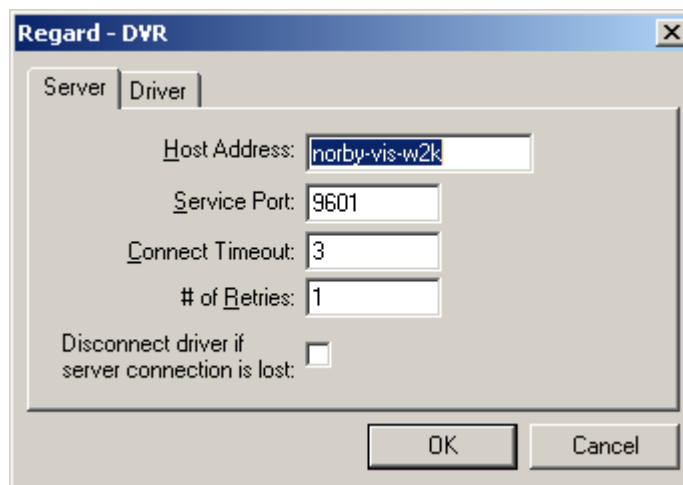 Regard - DVR
Server Driver
Host Address: norby-vis-w2k
Service Port: 9601
Connect Timeout: 3
# of Retries: 1
Disconnect driver if
server connection is lost:
OK Cancel